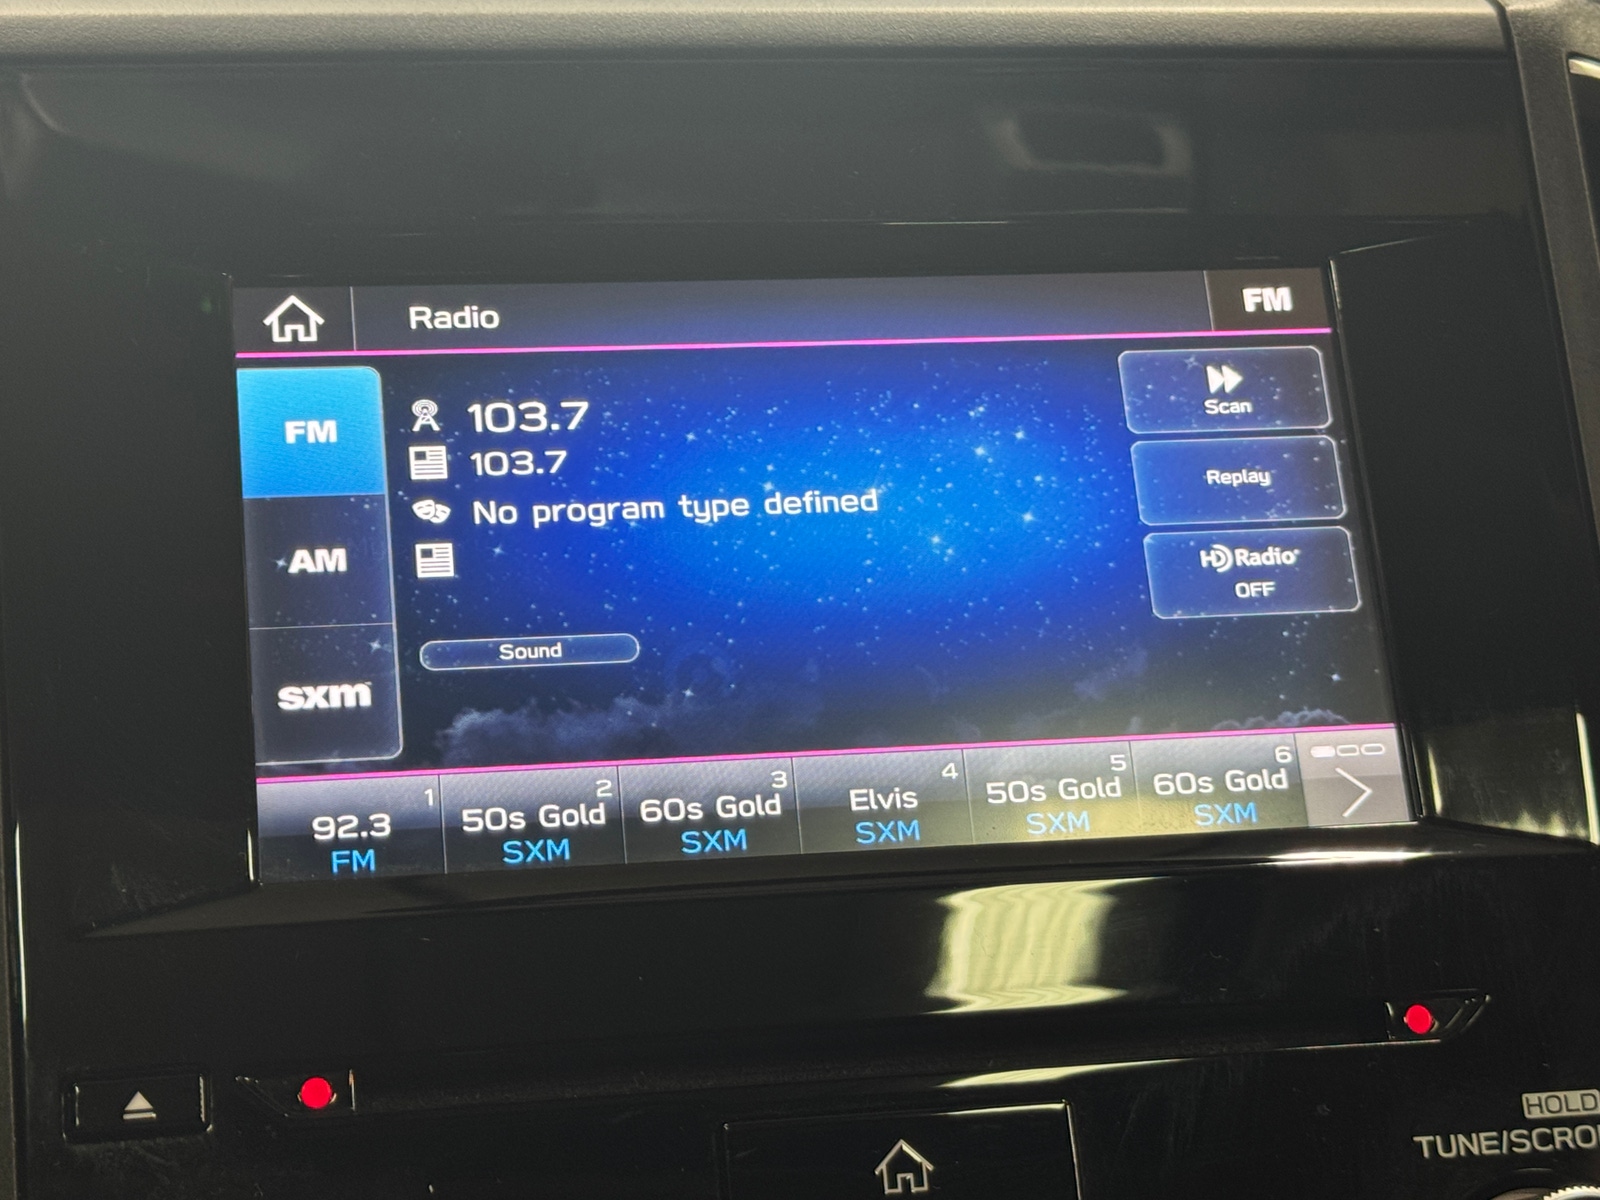 Radio
FM
FM
AM
sxm
103.7
103.7
No program type defined
Sound
Scan
Replay
HD Radio
OFF
1
92.3
FM
2
50s Gold
SXM
3
60s Gold
SXM
4
Elvis
SXM
5
50s Gold
SXM
6
60s Gold
SXM
HOLD
TUNE/SCRO